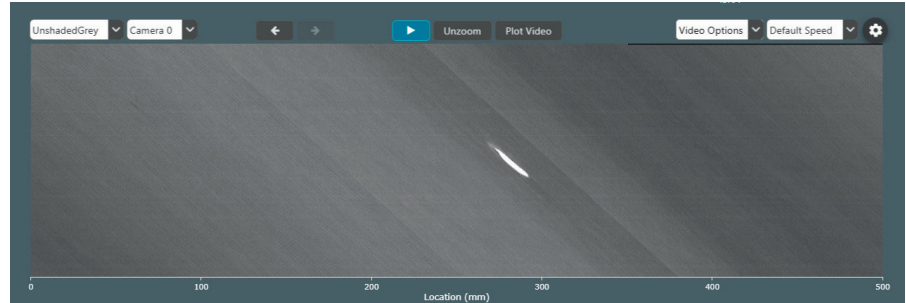 UnshadedGrey Camera 0 Unzoom Plot Video Video Options Default Speed
0 100 200 300 400 500
Location (mm)